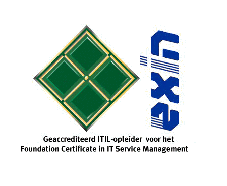 exin
Geaccrediteerd ITIL-opleider voor het
Foundation Certificate in IT Service Management